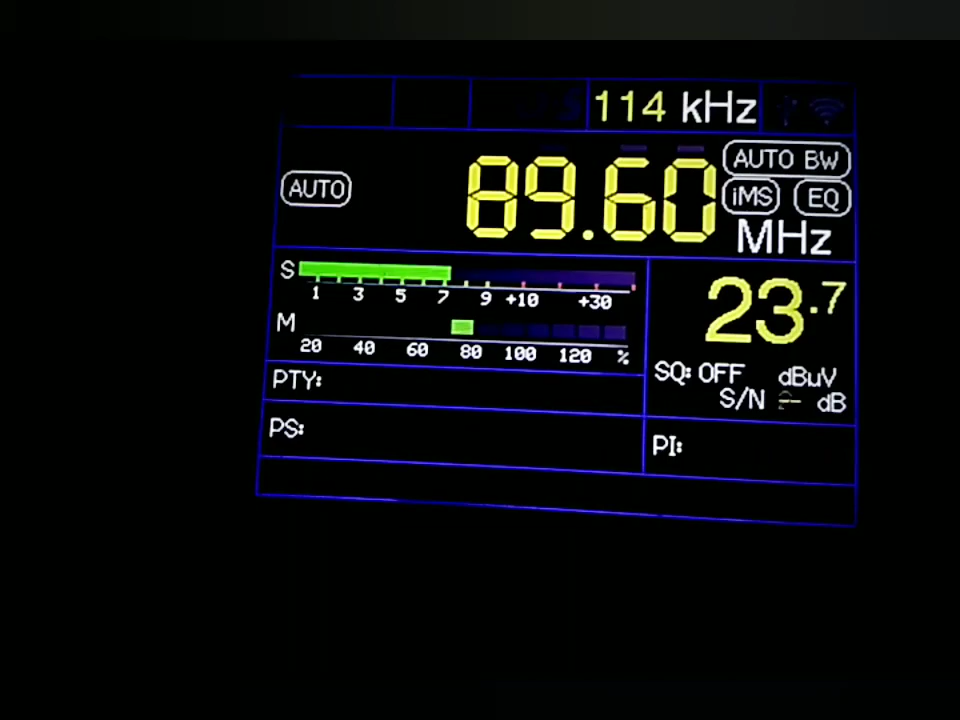 114 kHz
AUTO 89.60 MHz
AUTO BW
iMS EQ
S
1 3 5 7 9 +10 +30
M
20 40 60 80 100 120 %
23.7
SQ: OFF dBuV
S/N dB
PTY:
PS:
PI: